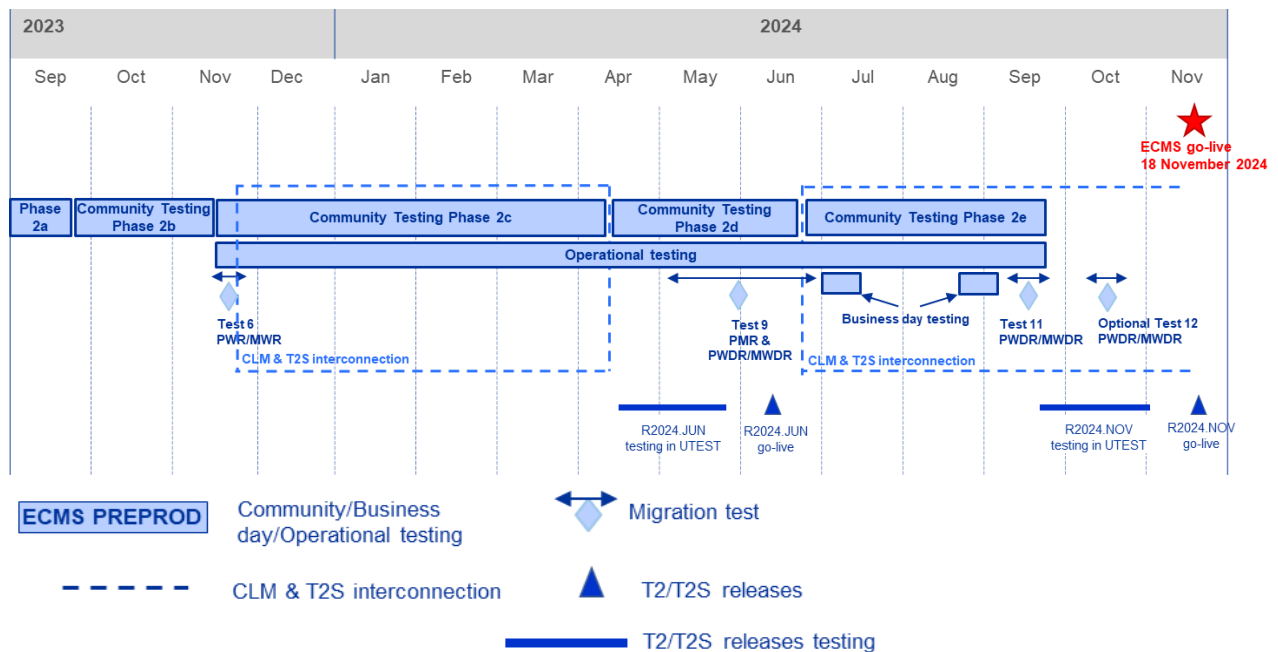 2023
2024
Sep
Oct
Nov
Dec
Jan
Feb
Mar
Apr
May
Jun
Jul
Aug
Sep
Oct
Nov
ECMS go-live
18 November 2024
Phase
2a
Community Testing
Phase 2b
Community Testing Phase 2c
Community Testing
Phase 2d
Community Testing Phase 2e
Operational testing
Test 6
PWR/MWR
CLM & T2S interconnection
Test 9
PMR &
PWDR/MWDR
Business day testing
CLM & T2S interconnection
Test 11
PWDR/MWDR
Optional Test 12
PWDR/MWDR
R2024.JUN
testing in UTEST
R2024.JUN
go-live
R2024.NOV
testing in UTEST
R2024.NOV
go-live
ECMS PREPROD
Community/Business
day/Operational testing
Migration test
CLM & T2S interconnection
T2/T2S releases
T2/T2S releases testing